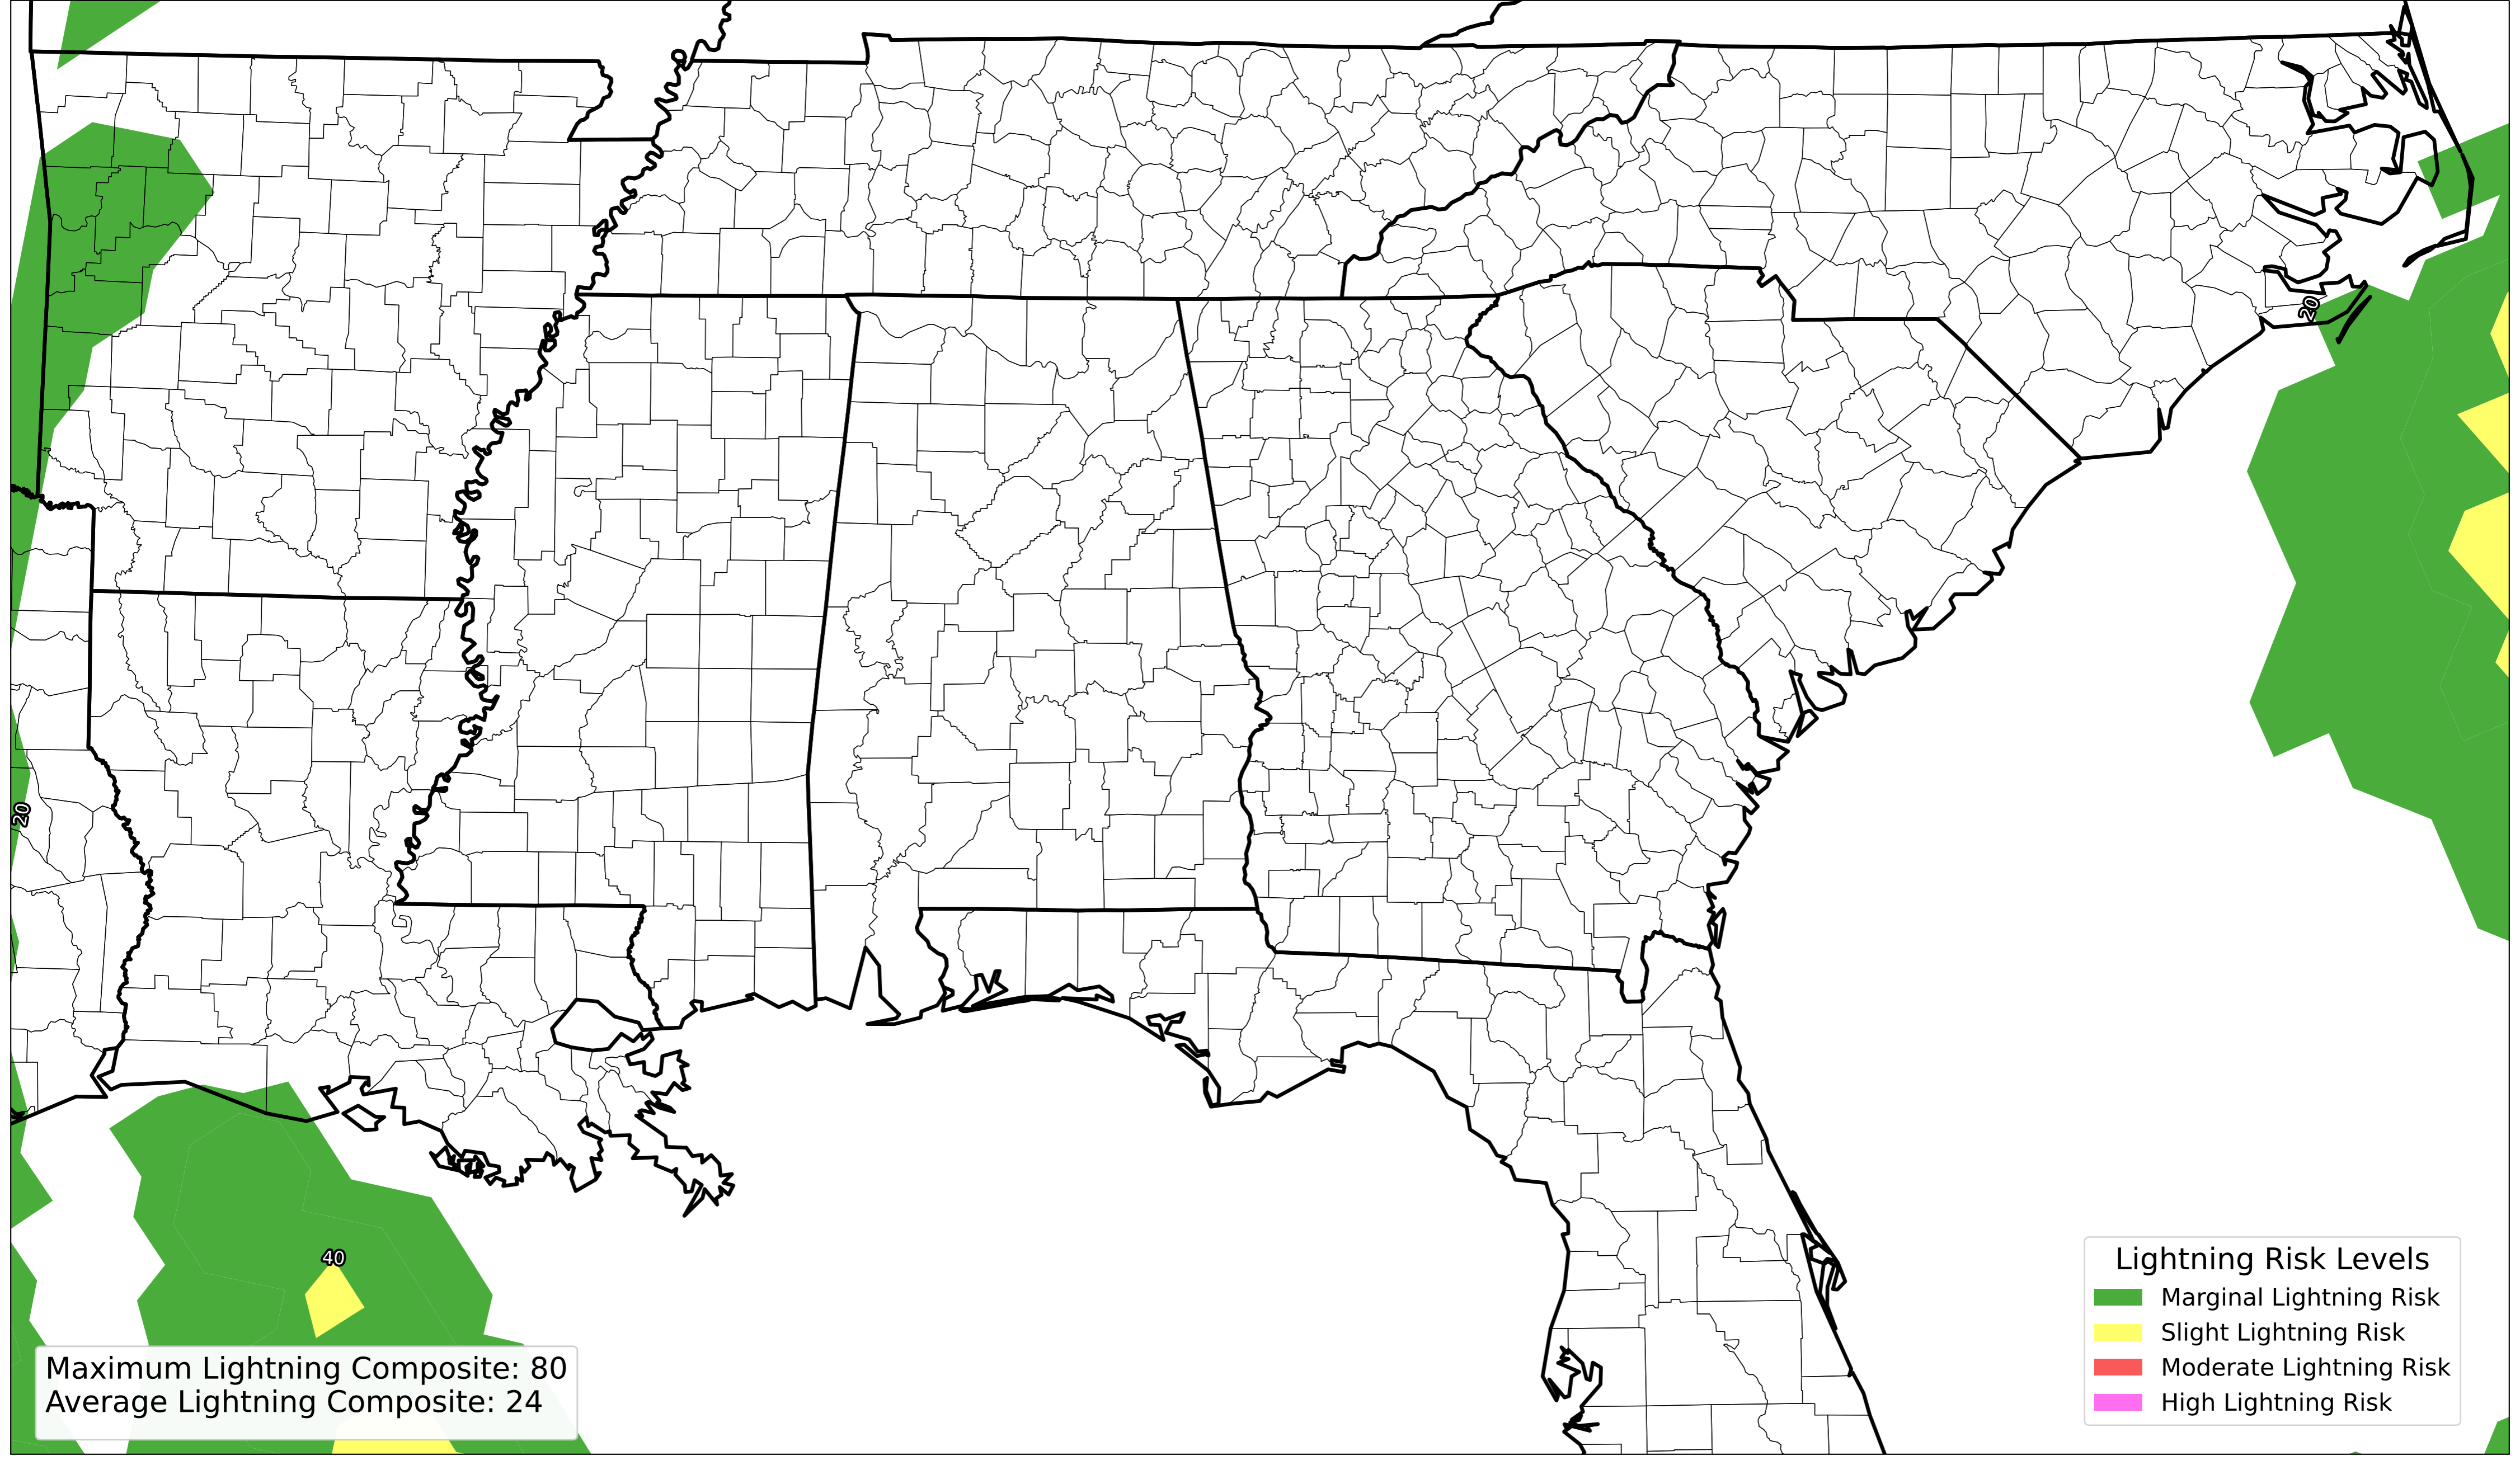 20
20
40
Maximum Lightning Composite: 80
Average Lightning Composite: 24
Lightning Risk Levels
Marginal Lightning Risk
Slight Lightning Risk
Moderate Lightning Risk
High Lightning Risk